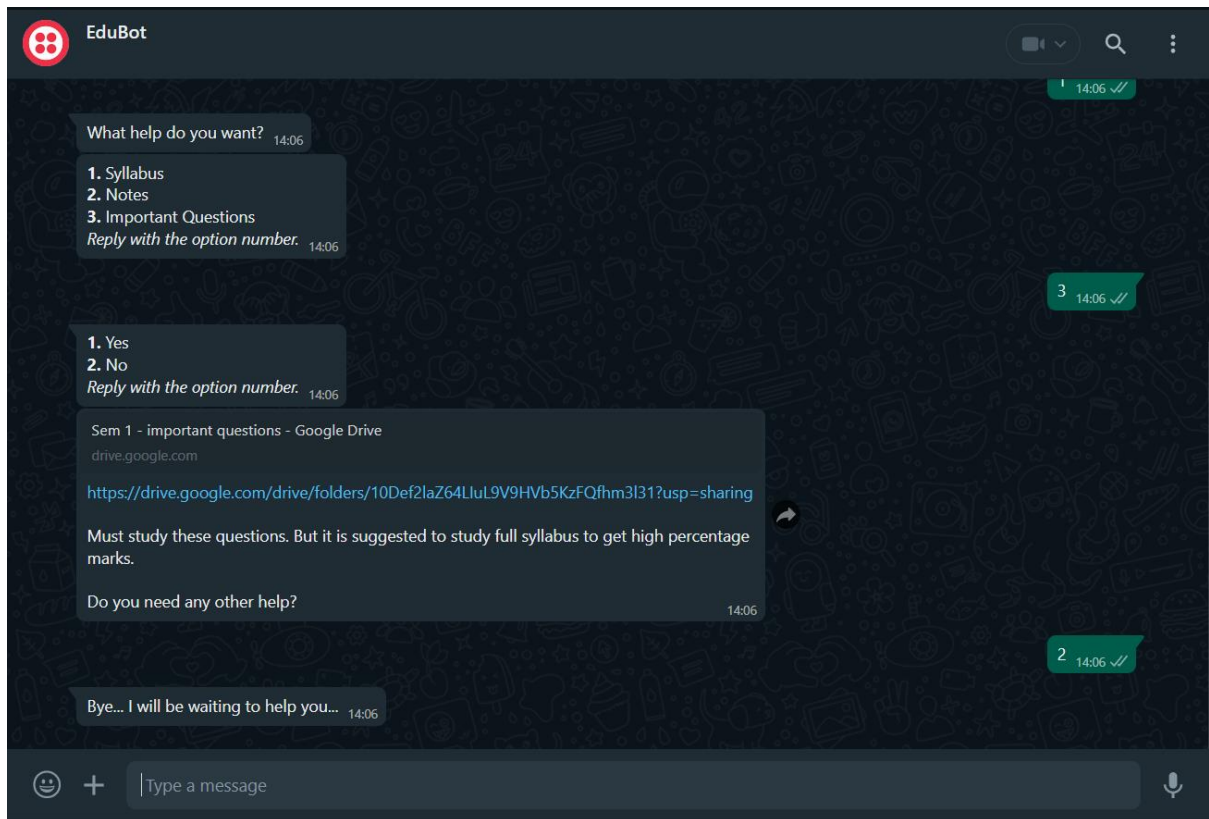 EduBot
1 14:06
What help do you want? 14:06
1. Syllabus
2. Notes
3. Important Questions
Reply with the option number. 14:06
3 14:06
1. Yes
2. No
Reply with the option number. 14:06
Sem 1 - important questions - Google Drive
drive.google.com
https://drive.google.com/drive/folders/10Def2laZ64LIuL9V9HVb5KzFQfhm3l31?usp=sharing
Must study these questions. But it is suggested to study full syllabus to get high percentage
marks.
Do you need any other help?
14:06
2 14:06
Bye... I will be waiting to help you... 14:06
Type a message